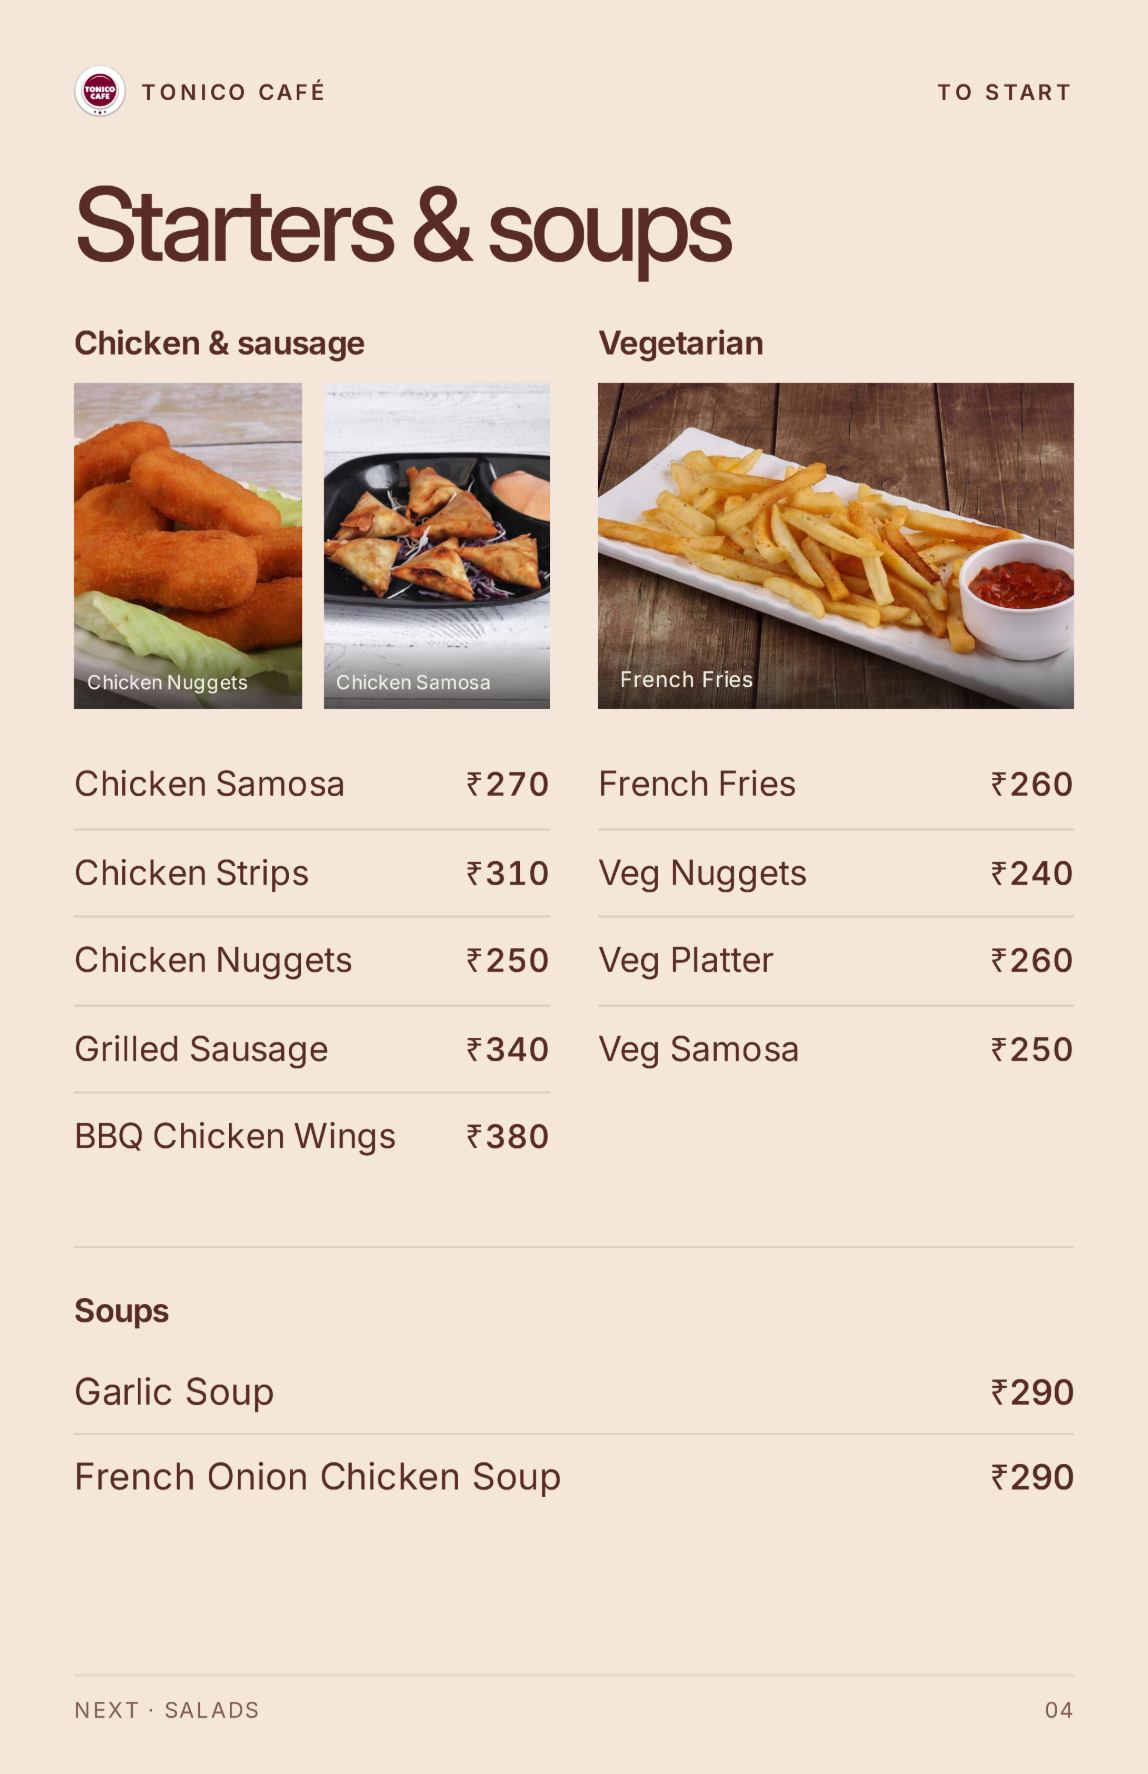 TONICO
CAFE
TONICO CAFÉ
TO START
Starters & soups
Chicken & sausage
Chicken Nuggets
Chicken Samosa
Chicken Samosa ₹270
Chicken Strips ₹310
Chicken Nuggets ₹250
Grilled Sausage ₹340
BBQ Chicken Wings ₹380
Vegetarian
French Fries
French Fries ₹260
Veg Nuggets ₹240
Veg Platter ₹260
Veg Samosa ₹250
Soups
Garlic Soup ₹290
French Onion Chicken Soup ₹290
NEXT · SALADS
04